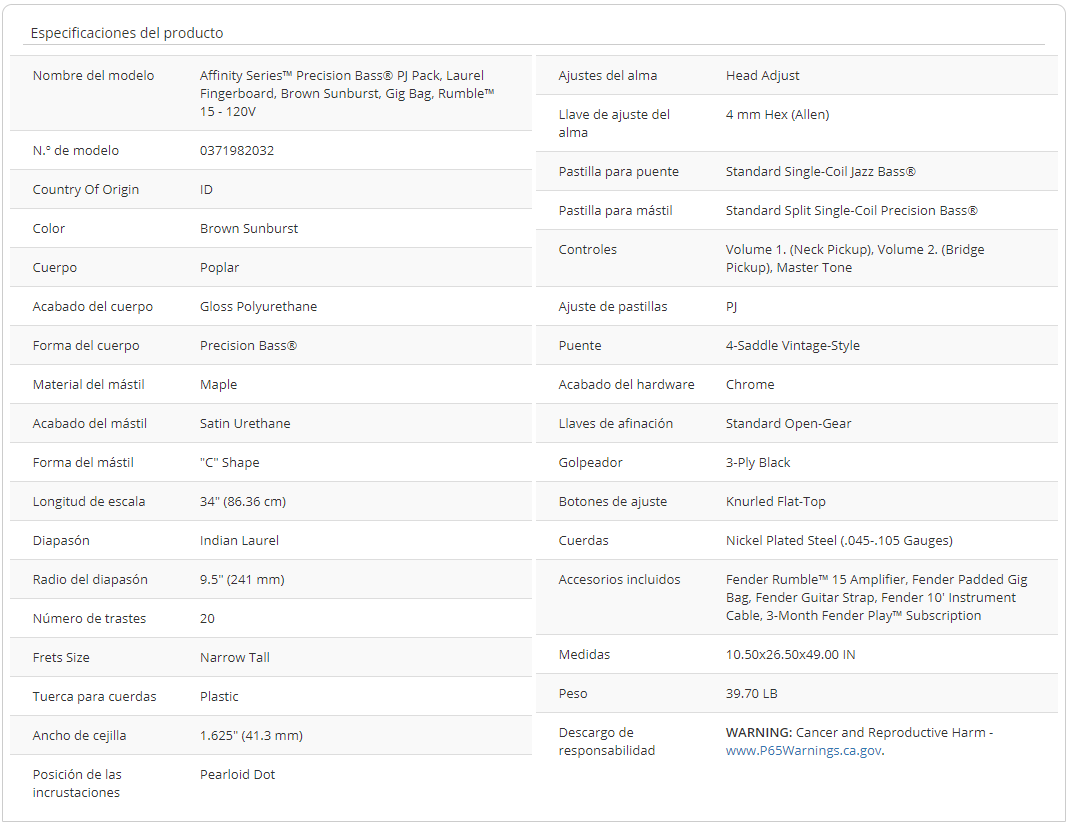 Especificaciones del producto
Nombre del modelo
Affinity Series™ Precision Bass® PJ Pack, Laurel
Fingerboard, Brown Sunburst, Gig Bag, Rumble™
15 - 120V
N.° de modelo
0371982032
Country Of Origin
ID
Color
Brown Sunburst
Cuerpo
Poplar
Acabado del cuerpo
Gloss Polyurethane
Forma del cuerpo
Precision Bass®
Material del mástil
Maple
Acabado del mástil
Satin Urethane
Forma del mástil
"C" Shape
Longitud de escala
34" (86.36 cm)
Diapasón
Indian Laurel
Radio del diapasón
9.5" (241 mm)
Número de trastes
20
Frets Size
Narrow Tall
Tuerca para cuerdas
Plastic
Ancho de cejilla
1.625" (41.3 mm)
Posición de las
incrustaciones
Pearloid Dot
Ajustes del alma
Head Adjust
Llave de ajuste del
alma
4 mm Hex (Allen)
Pastilla para puente
Standard Single-Coil Jazz Bass®
Pastilla para mástil
Standard Split Single-Coil Precision Bass®
Controles
Volume 1. (Neck Pickup), Volume 2. (Bridge
Pickup), Master Tone
Ajuste de pastillas
PJ
Puente
4-Saddle Vintage-Style
Acabado del hardware
Chrome
Llaves de afinación
Standard Open-Gear
Golpeador
3-Ply Black
Botones de ajuste
Knurled Flat-Top
Cuerdas
Nickel Plated Steel (.045-.105 Gauges)
Accesorios incluidos
Fender Rumble™ 15 Amplifier, Fender Padded Gig
Bag, Fender Guitar Strap, Fender 10' Instrument
Cable, 3-Month Fender Play™ Subscription
Medidas
10.50x26.50x49.00 IN
Peso
39.70 LB
Descargo de
responsabilidad
WARNING: Cancer and Reproductive Harm -
www.P65Warnings.ca.gov.